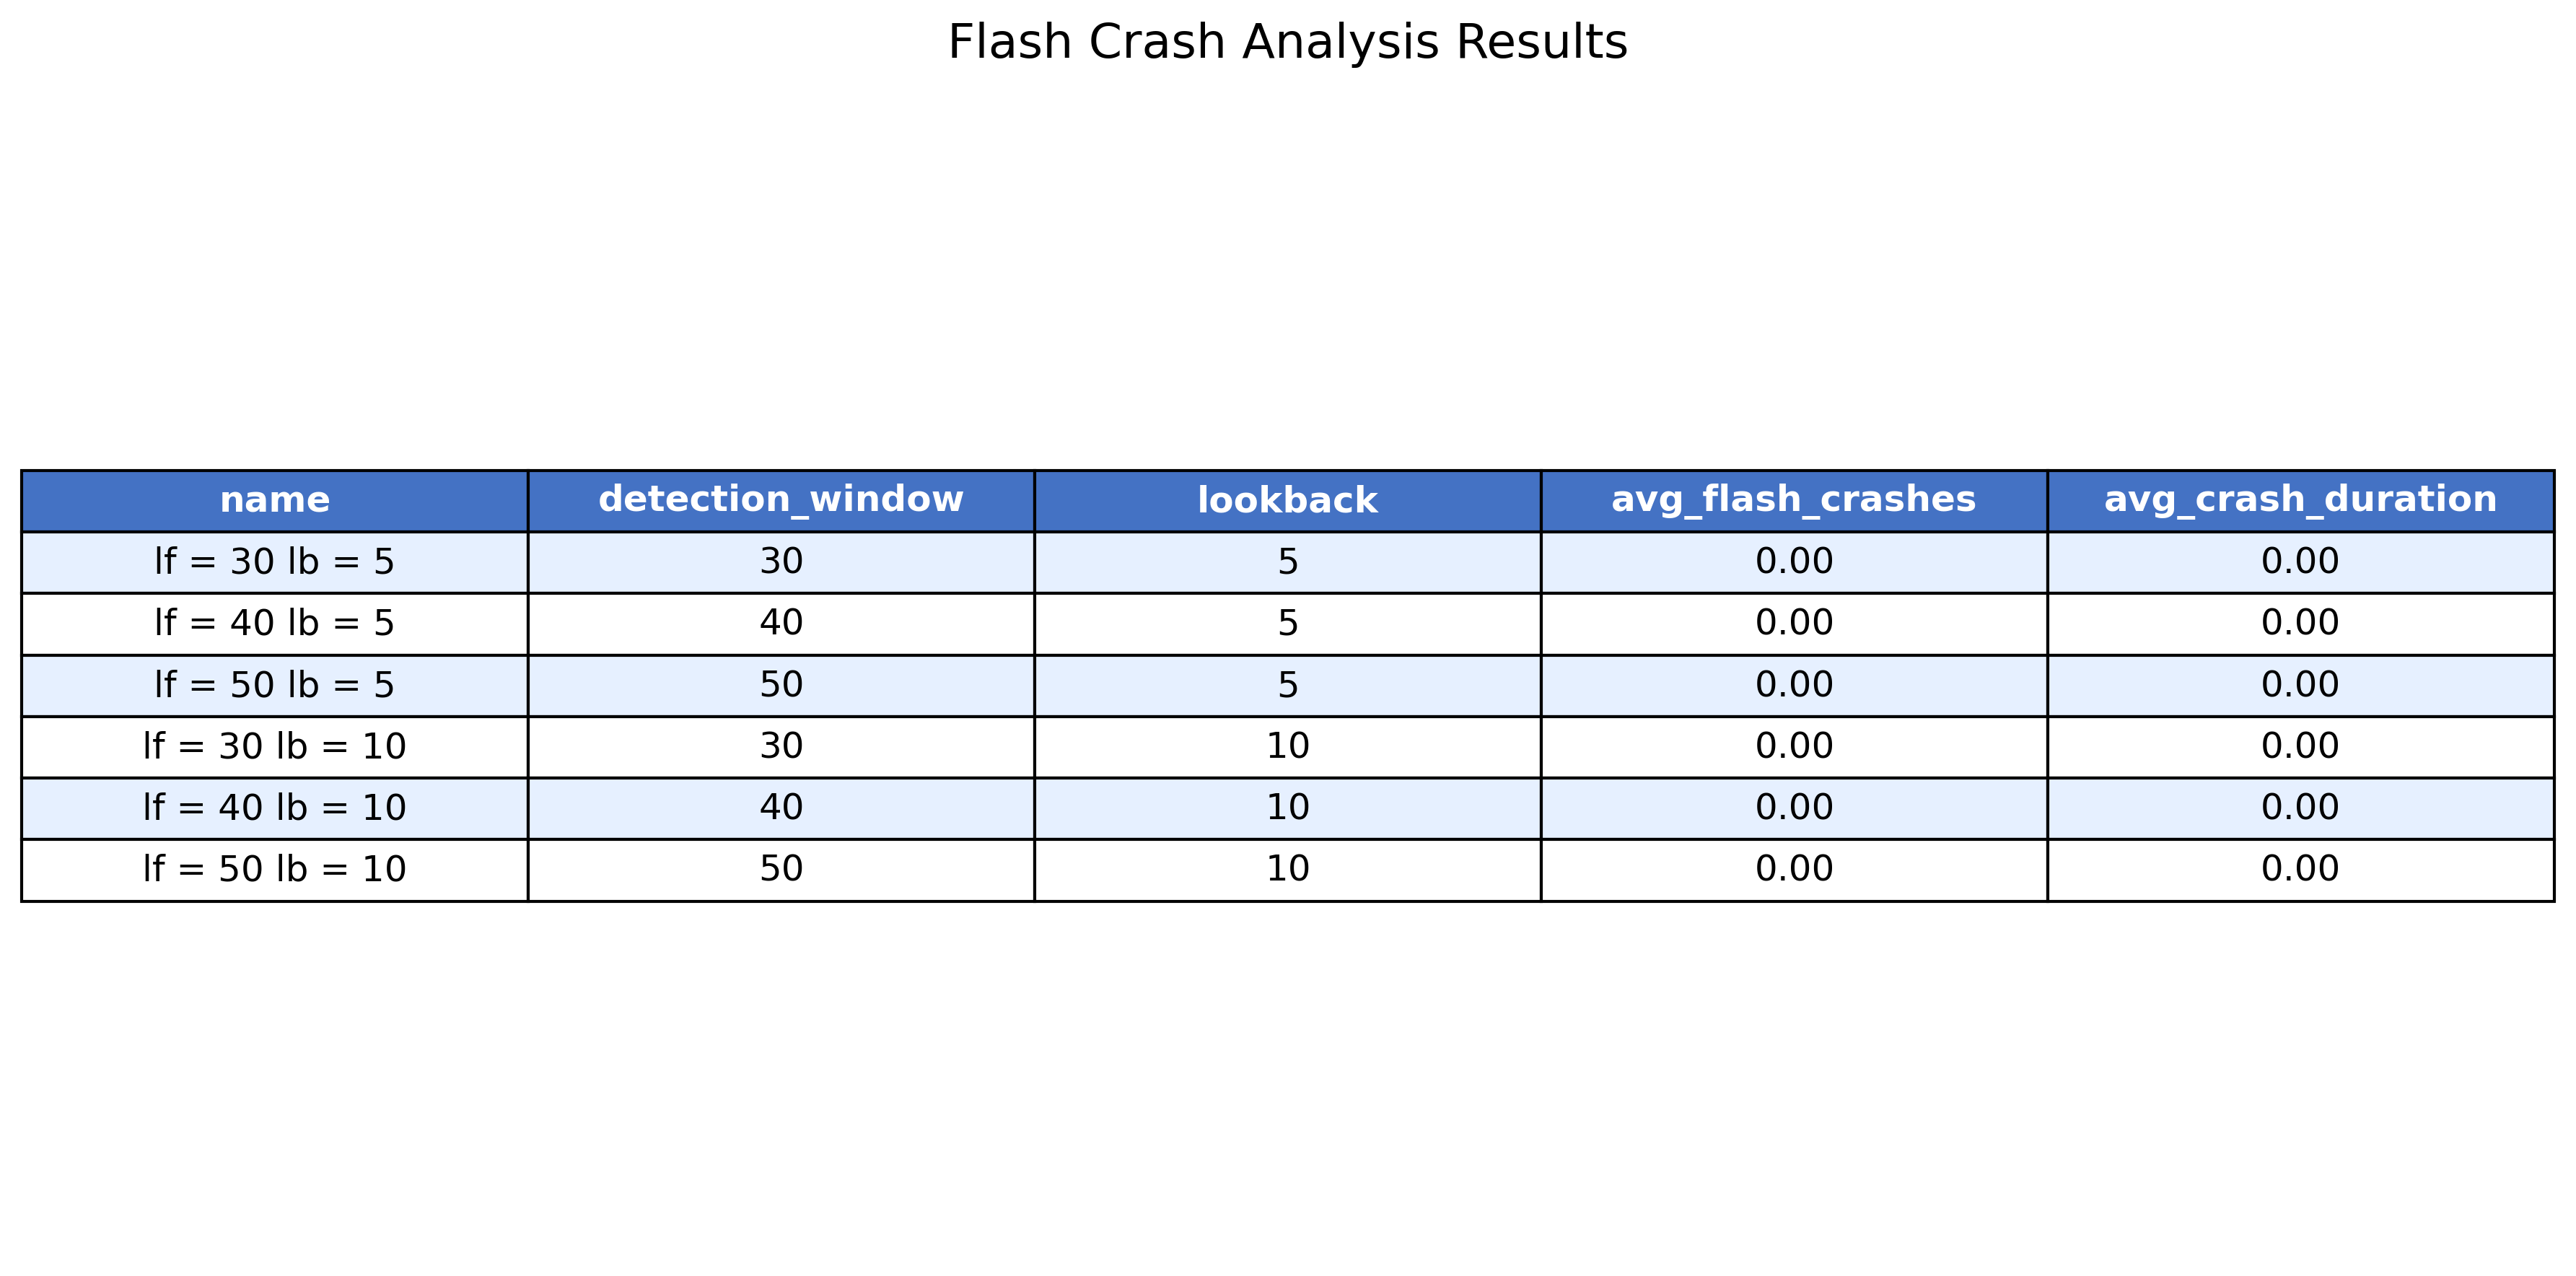 Flash Crash Analysis Results
name detection_window lookback avg_flash_crashes avg_crash_duration
lf = 30 lb = 5 30 5 0.00 0.00
lf = 40 lb = 5 40 5 0.00 0.00
lf = 50 lb = 5 50 5 0.00 0.00
lf = 30 lb = 10 30 10 0.00 0.00
lf = 40 lb = 10 40 10 0.00 0.00
lf = 50 lb = 10 50 10 0.00 0.00